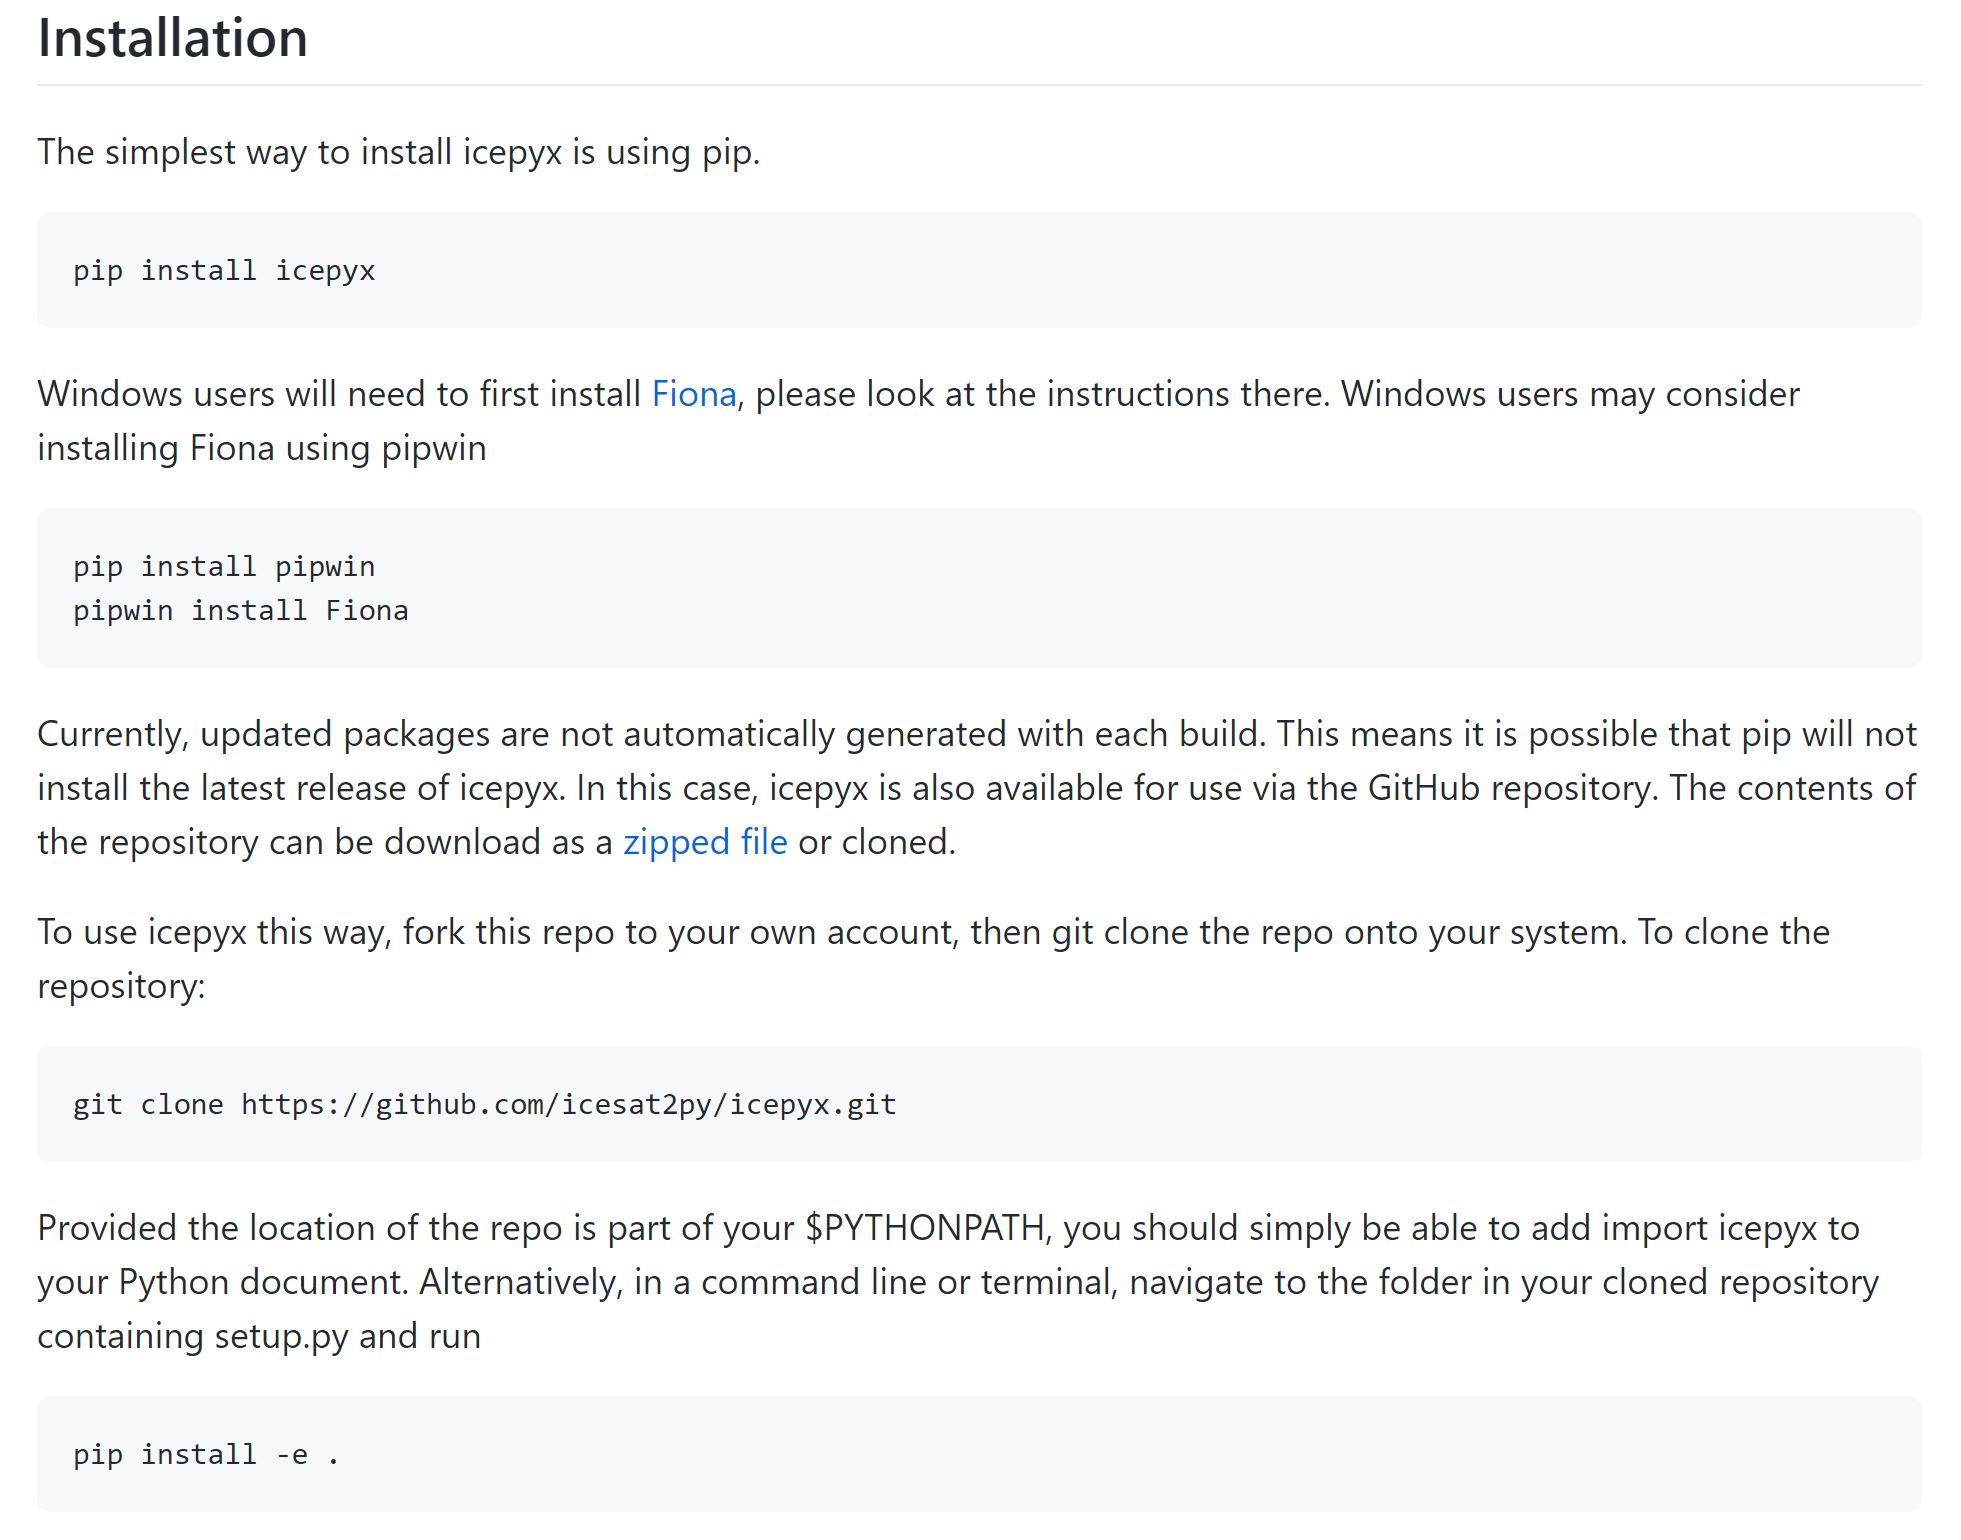 Installation
The simplest way to install icepyx is using pip.
pip install icepyx
Windows users will need to first install Fiona, please look at the instructions there. Windows users may consider
installing Fiona using pipwin
pip install pipwin
pipwin install Fiona
Currently, updated packages are not automatically generated with each build. This means it is possible that pip will not
install the latest release of icepyx. In this case, icepyx is also available for use via the GitHub repository. The contents of
the repository can be download as a zipped file or cloned.
To use icepyx this way, fork this repo to your own account, then git clone the repo onto your system. To clone the
repository:
git clone https://github.com/icesat2py/icepyx.git
Provided the location of the repo is part of your $PYTHONPATH, you should simply be able to add import icepyx to
your Python document. Alternatively, in a command line or terminal, navigate to the folder in your cloned repository
containing setup.py and run
pip install -e .